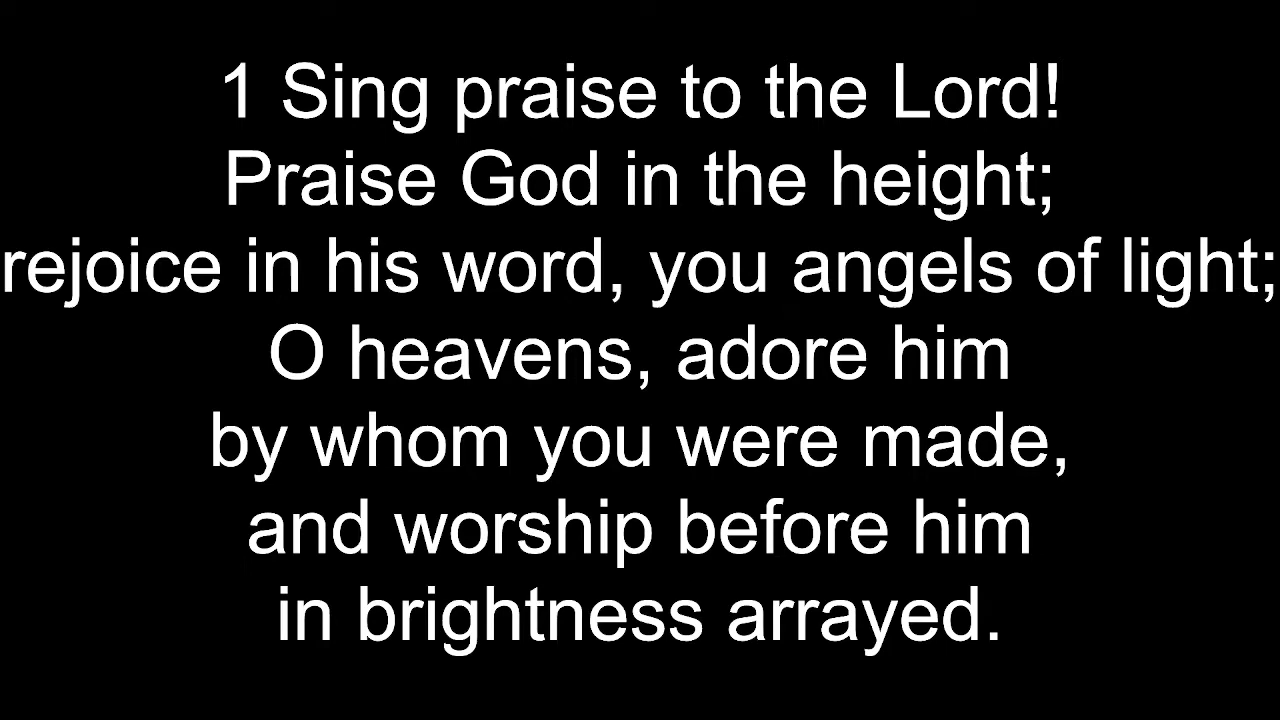 1 Sing praise to the Lord!
Praise God in the height;
rejoice in his word, you angels of light;
O heavens, adore him
by whom you were made,
and worship before him
in brightness arrayed.